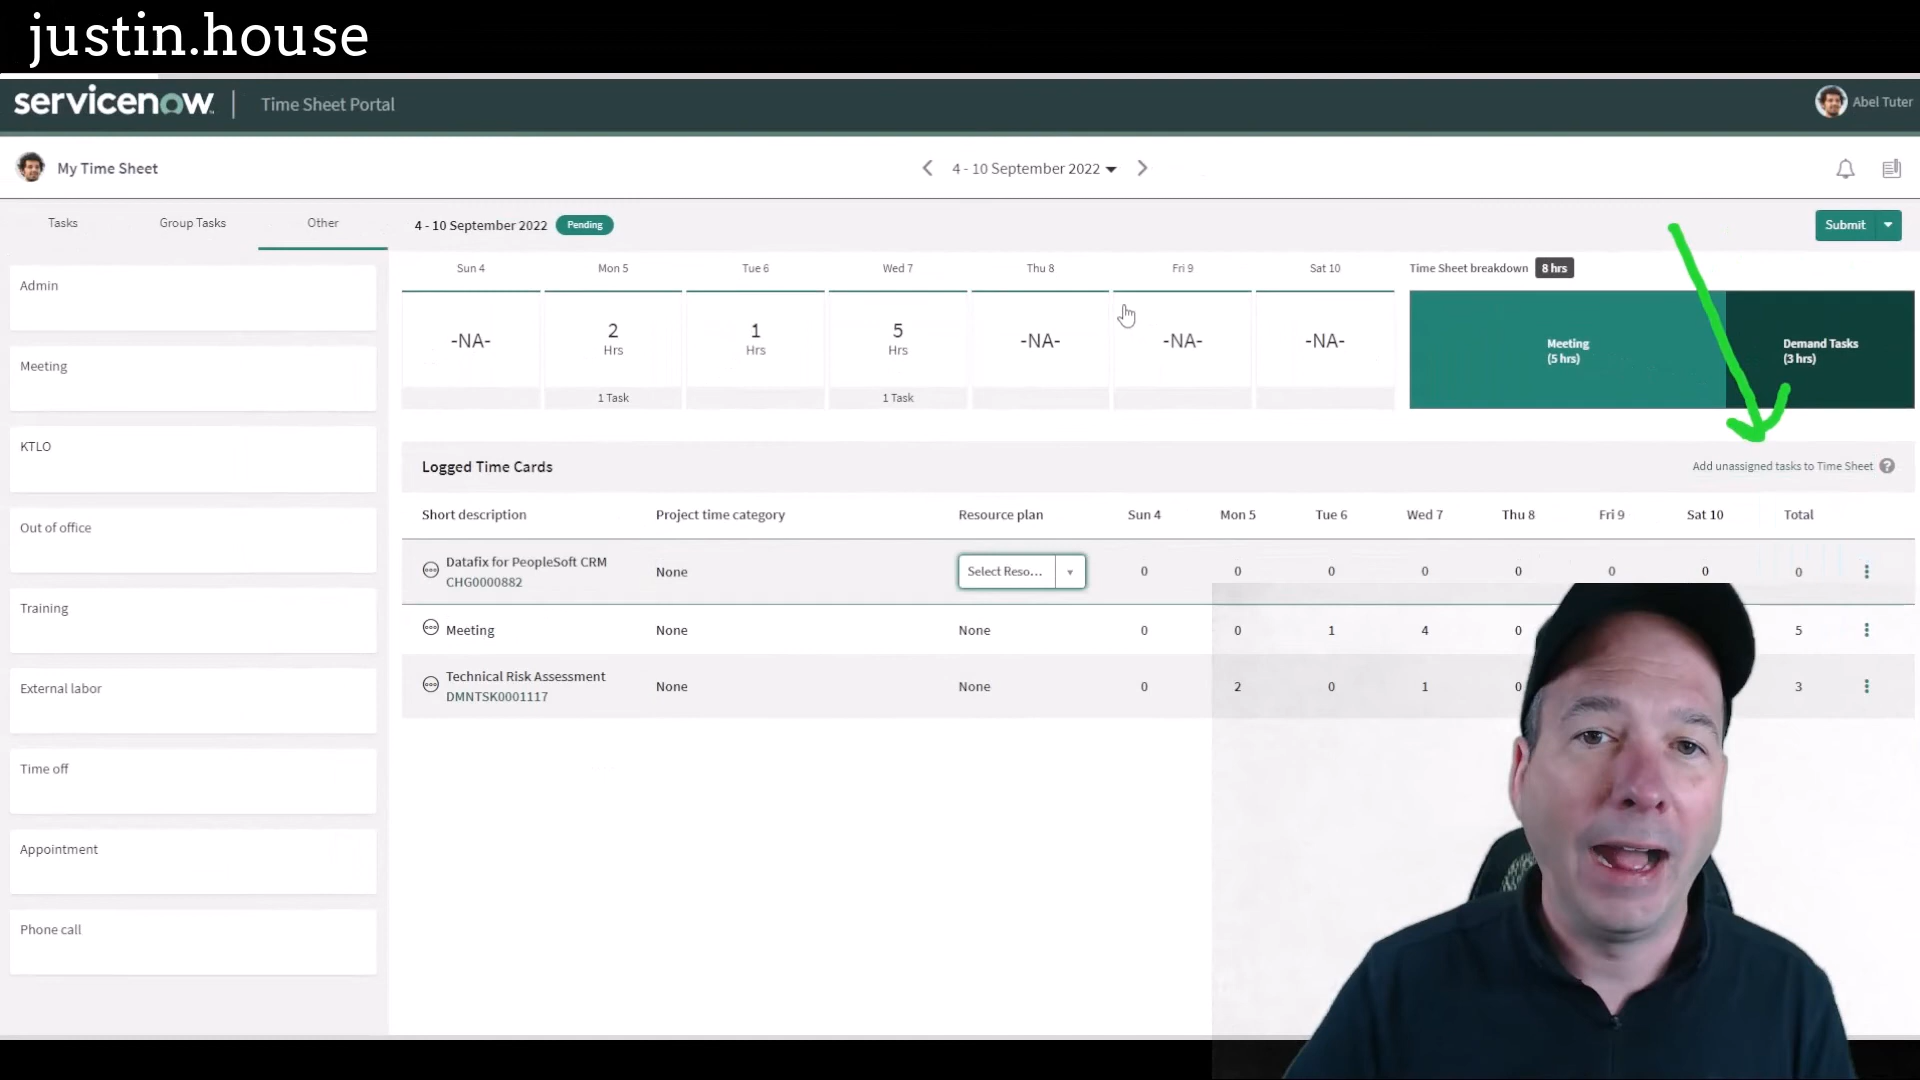 justin.house
servicenow Time Sheet Portal Abel Tuter
My Time Sheet 4 - 10 September 2022
Tasks Group Tasks Other 4 - 10 September 2022 Pending Submit
Sun 4 Mon 5 Tue 6 Wed 7 Thu 8 Fri 9 Sat 10 Time Sheet breakdown 8 hrs
Admin
-NA- 2 Hrs 1 Hrs 5 Hrs -NA- -NA- -NA- Meeting (5 hrs) Demand Tasks (3 hrs)
Meeting
1 Task 1 Task
KTLO
Logged Time Cards Add unassigned tasks to Time Sheet ?
Short description Project time category Resource plan Sun 4 Mon 5 Tue 6 Wed 7 Thu 8 Fri 9 Sat 10 Total
Out of office
Datafix for PeopleSoft CRM
CHG0000882 None Select Reso... 0 0 0 0 0 0 0 0
Training
Meeting None None 0 0 1 4 0 5
External labor
Technical Risk Assessment
DMNTSK0001117 None None 0 2 0 1 0 3
Time off
Appointment
Phone call